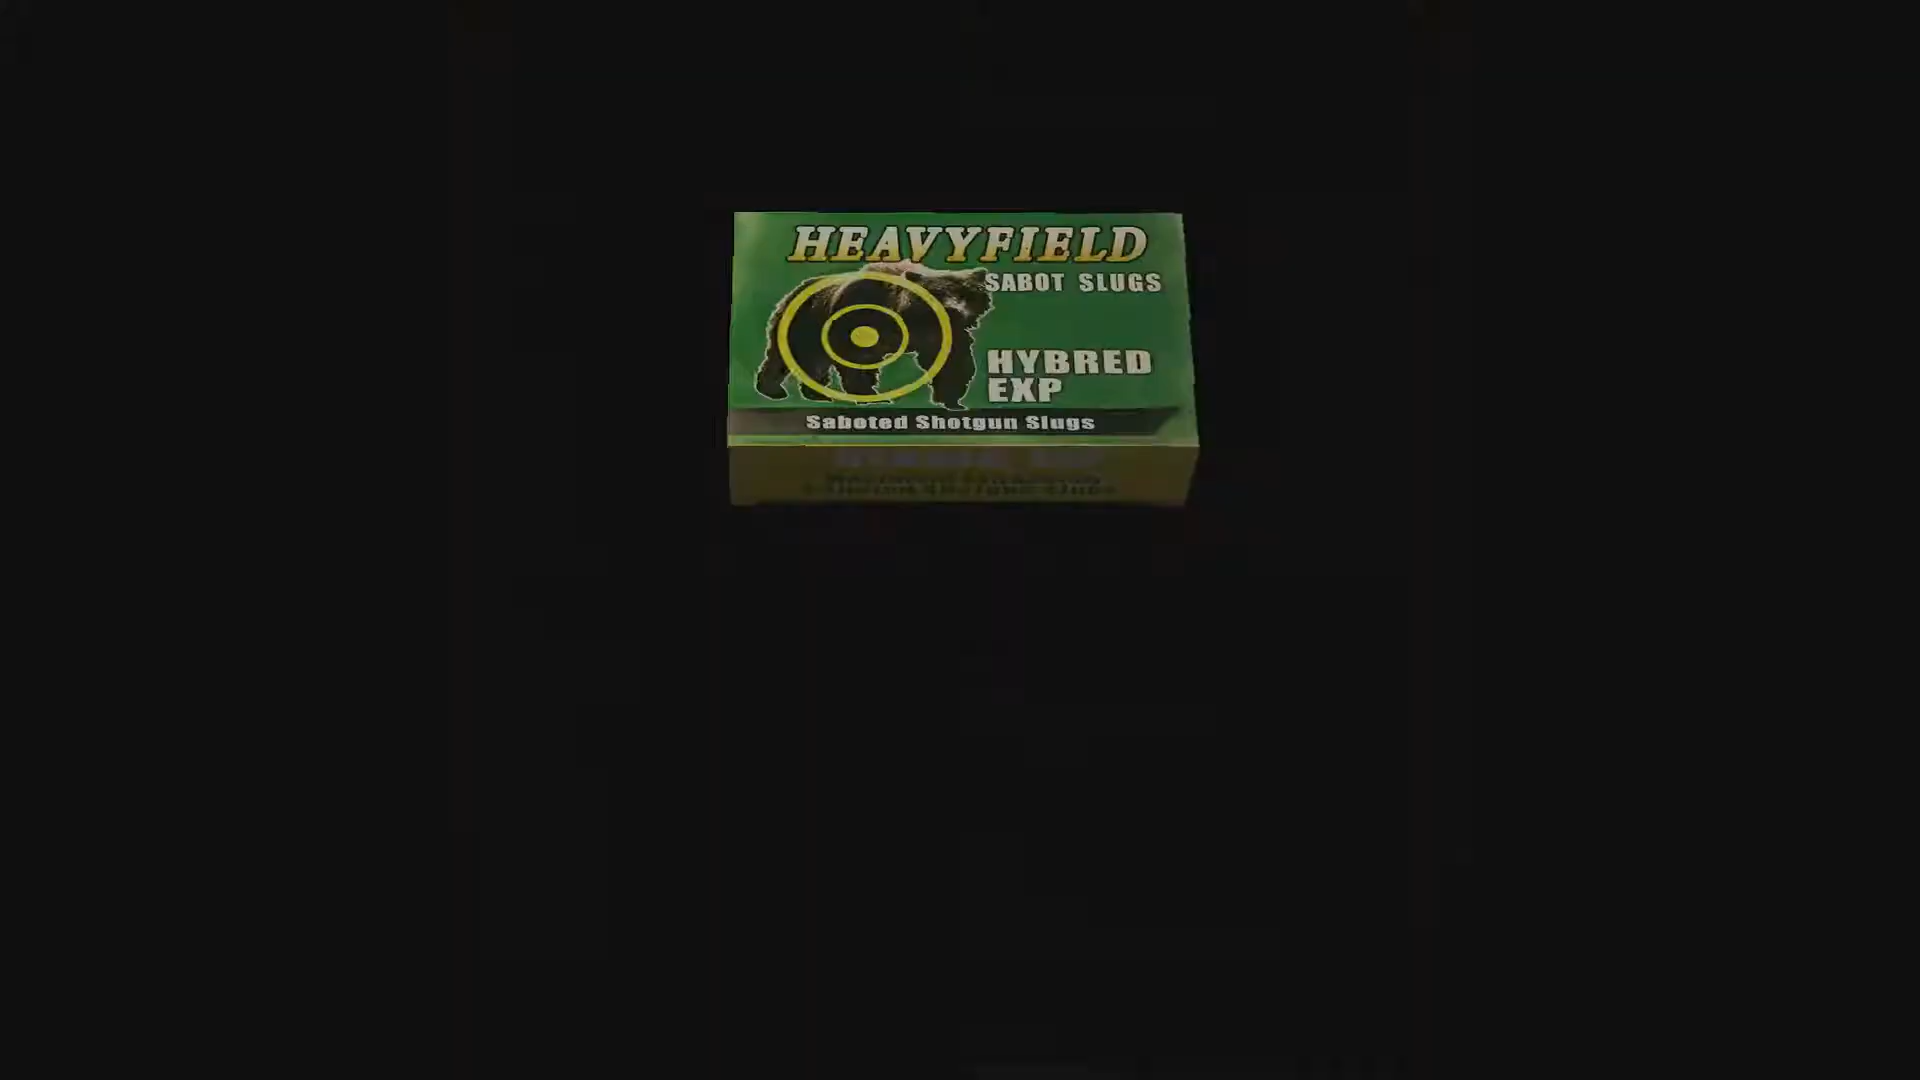 HEAVYFIELD
SABOT SLUGS
HYBRED
EXP
Saboted Shotgun Slugs